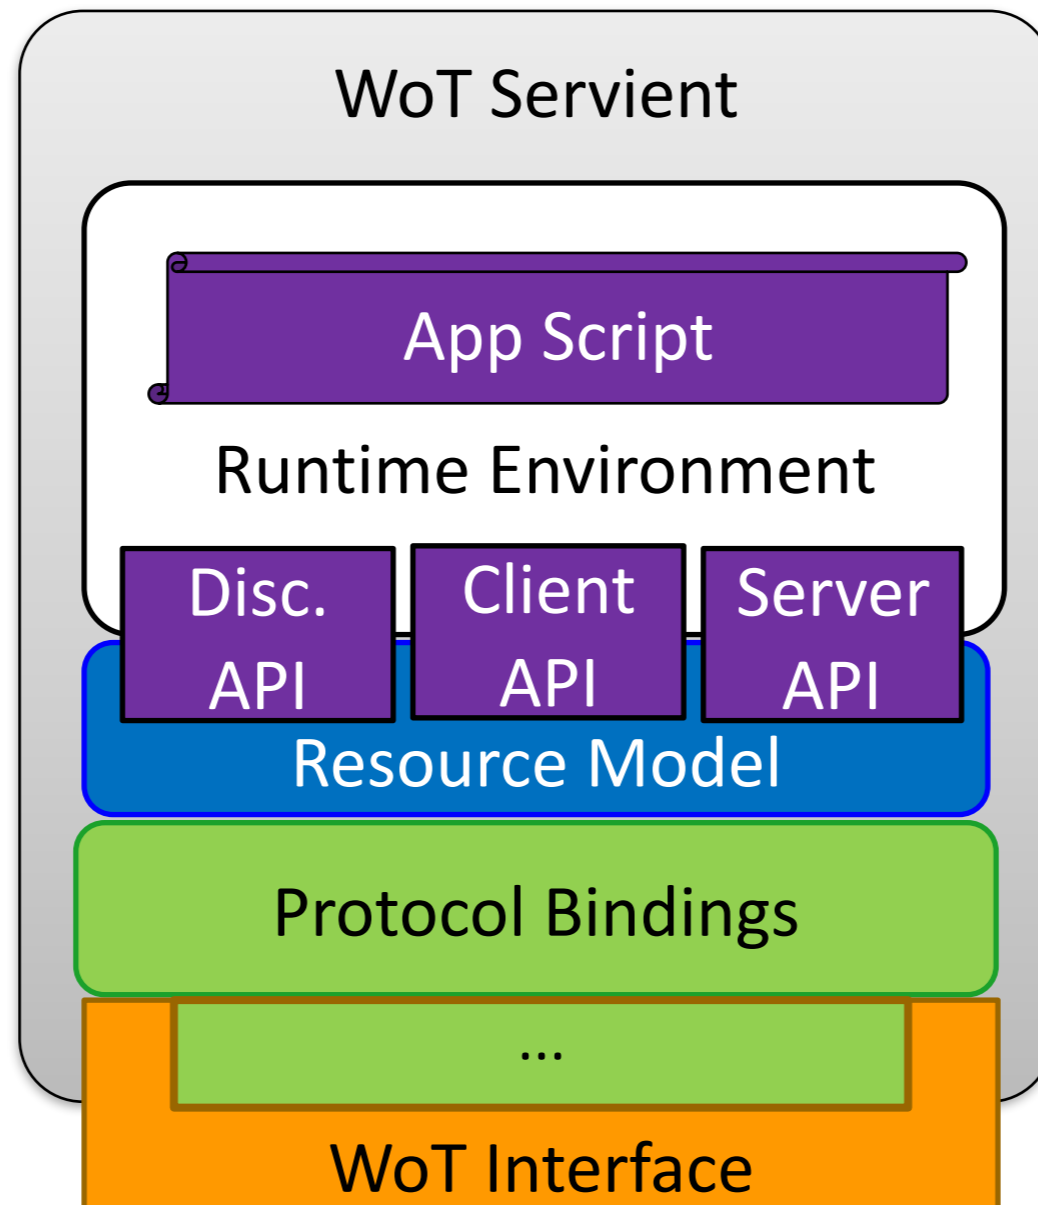 WoT Servient
App Script
Runtime Environment
Disc.
API
Client
API
Server
API
Resource Model
Protocol Bindings
...
WoT Interface